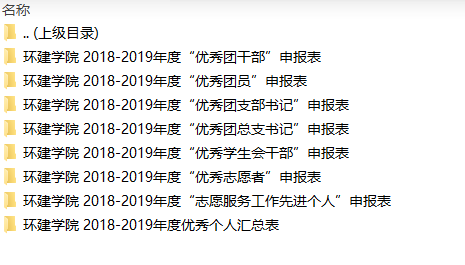 名称
.. (上级目录)
环建学院 2018-2019年度“优秀团干部”申报表
环建学院 2018-2019年度“优秀团员”申报表
环建学院 2018-2019年度“优秀团支部书记”申报表
环建学院 2018-2019年度“优秀团总支书记”申报表
环建学院 2018-2019年度“优秀学生会干部”申报表
环建学院 2018-2019年度“优秀志愿者”申报表
环建学院 2018-2019年度“志愿服务工作先进个人”申报表
环建学院 2018-2019年度优秀个人汇总表